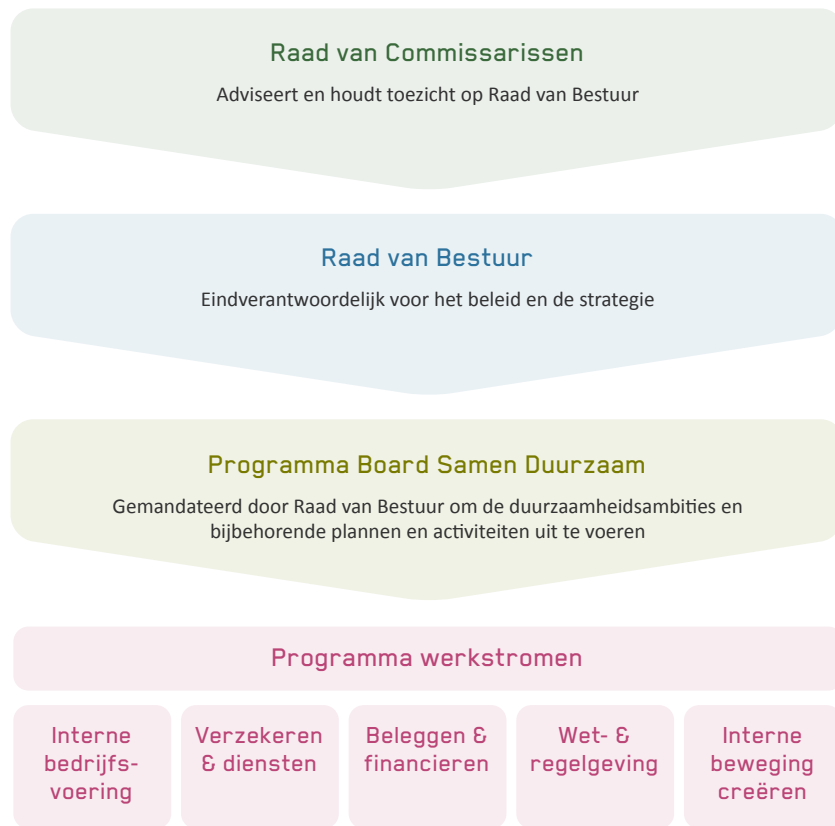 Raad van Commissarissen
Adviseert en houdt toezicht op Raad van Bestuur
Raad van Bestuur
Eindverantwoordelijk voor het beleid en de strategie
Programma Board Samen Duurzaam
Gemandateerd door Raad van Bestuur om de duurzaamheidsambities en
bijbehorende plannen en activiteiten uit te voeren
Programma werkstromen
Interne
bedrijfs-
voering
Verzekeren
& diensten
Beleggen &
financieren
Wet- &
regelgeving
Interne
beweging
creëren